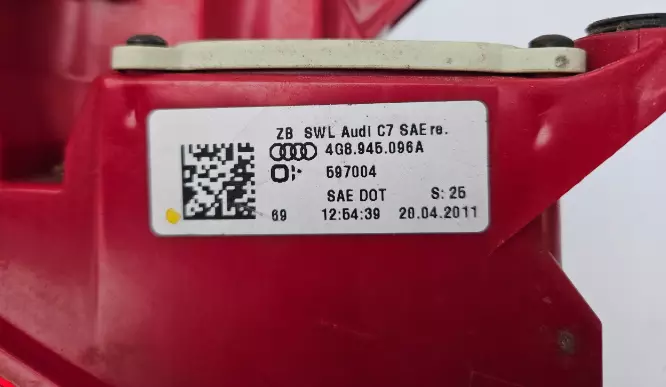 ZB SWL Audi C7 SAE re.
4G8.945.096A
597004
SAE DOT S: 25
69 12:54:39 28.04.2011